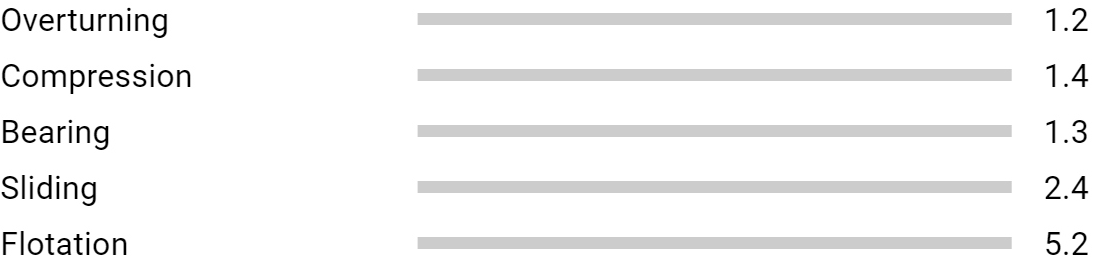 Overturning 1.2
Compression 1.4
Bearing 1.3
Sliding 2.4
Flotation 5.2